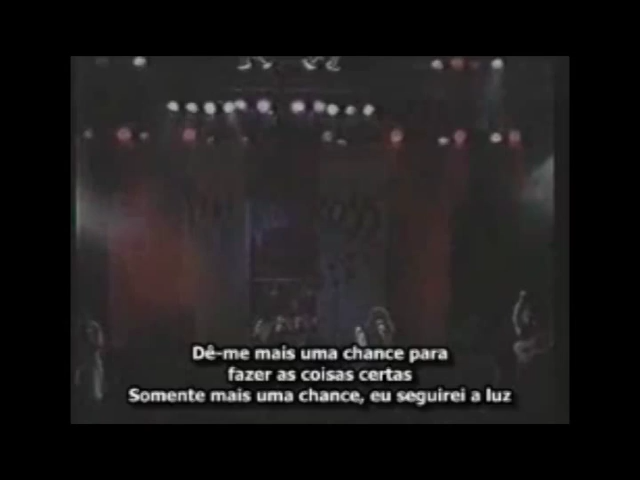 Dê-me mais uma chance para
fazer as coisas certas
Somente mais uma chance, eu seguirei a luz